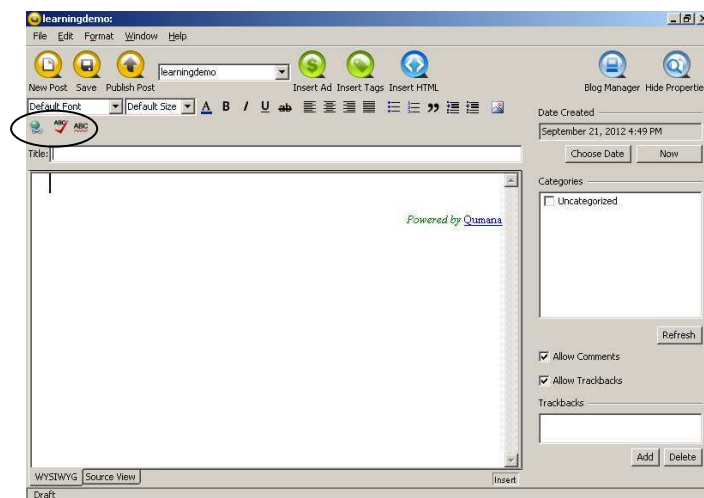 learningdemo:
File Edit Format Window Help
learningdemo
New Post Save Publish Post Insert Ad Insert Tags Insert HTML Blog Manager Hide Propertie
Default Font Default Size A B I U ab
ABC ABC
Date Created
September 21, 2012 4:49 PM
Choose Date Now
Title:
Categories
Uncategorized
Powered by Qumana
Refresh
Allow Comments
Allow Trackbacks
Trackbacks
Add Delete
WYSIWYG Source View Insert
Draft